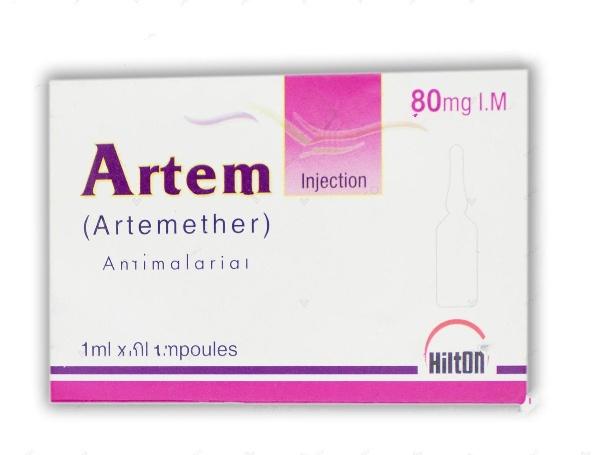 80mg I.M
Artem
Injection
(Artemether)
Antimalarial
1ml x
Hilton